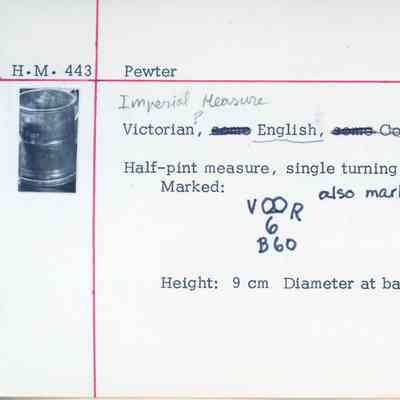 H.M. 443 Pewter
Imperial Measure
?
Victorian, some English, some Co
Half-pint measure, single turning
Marked: also mark
V R
6
B60
Height: 9 cm Diameter at ba